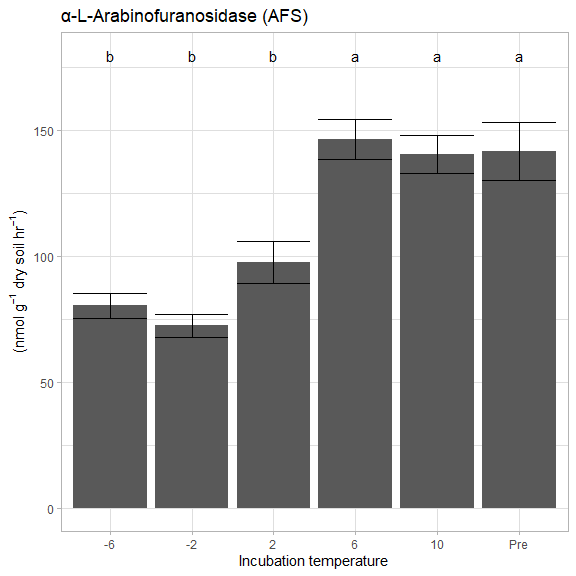 α-L-Arabinofuranosidase (AFS)
b b b a a a
150
100
50
0
(nmol g⁻¹ dry soil hr⁻¹)
-6 -2 2 6 10 Pre
Incubation temperature